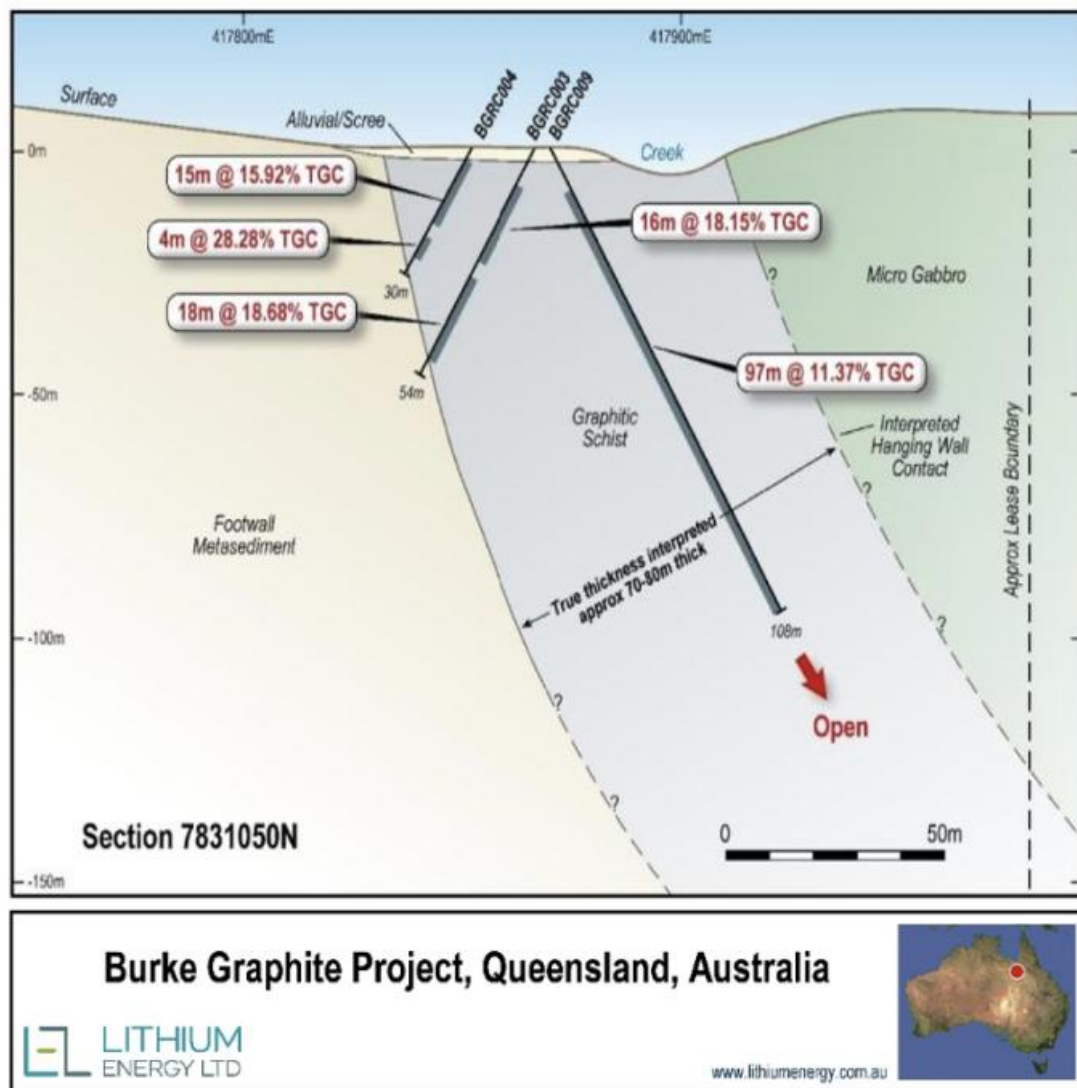 417800mE
417900mE
BGRC004
BGRC003
BGRC009
Surface
Alluvial/Scree
Creek
0m
15m @ 15.92% TGC
4m @ 28.28% TGC
16m @ 18.15% TGC
?
Micro Gabbro
30m
18m @ 18.68% TGC
97m @ 11.37% TGC
54m
-50m
Graphitic
Schist
Interpreted
Hanging Wall
Contact
Approx Lease Boundary
?
Footwall
Metasediment
True thickness interpreted
approx 70-80m thick
-100m
108m
?
?
Open
?
Section 7831050N
0
50m
-150m
Burke Graphite Project, Queensland, Australia
LEL
LITHIUM
ENERGY LTD
www.lithiumenergy.com.au